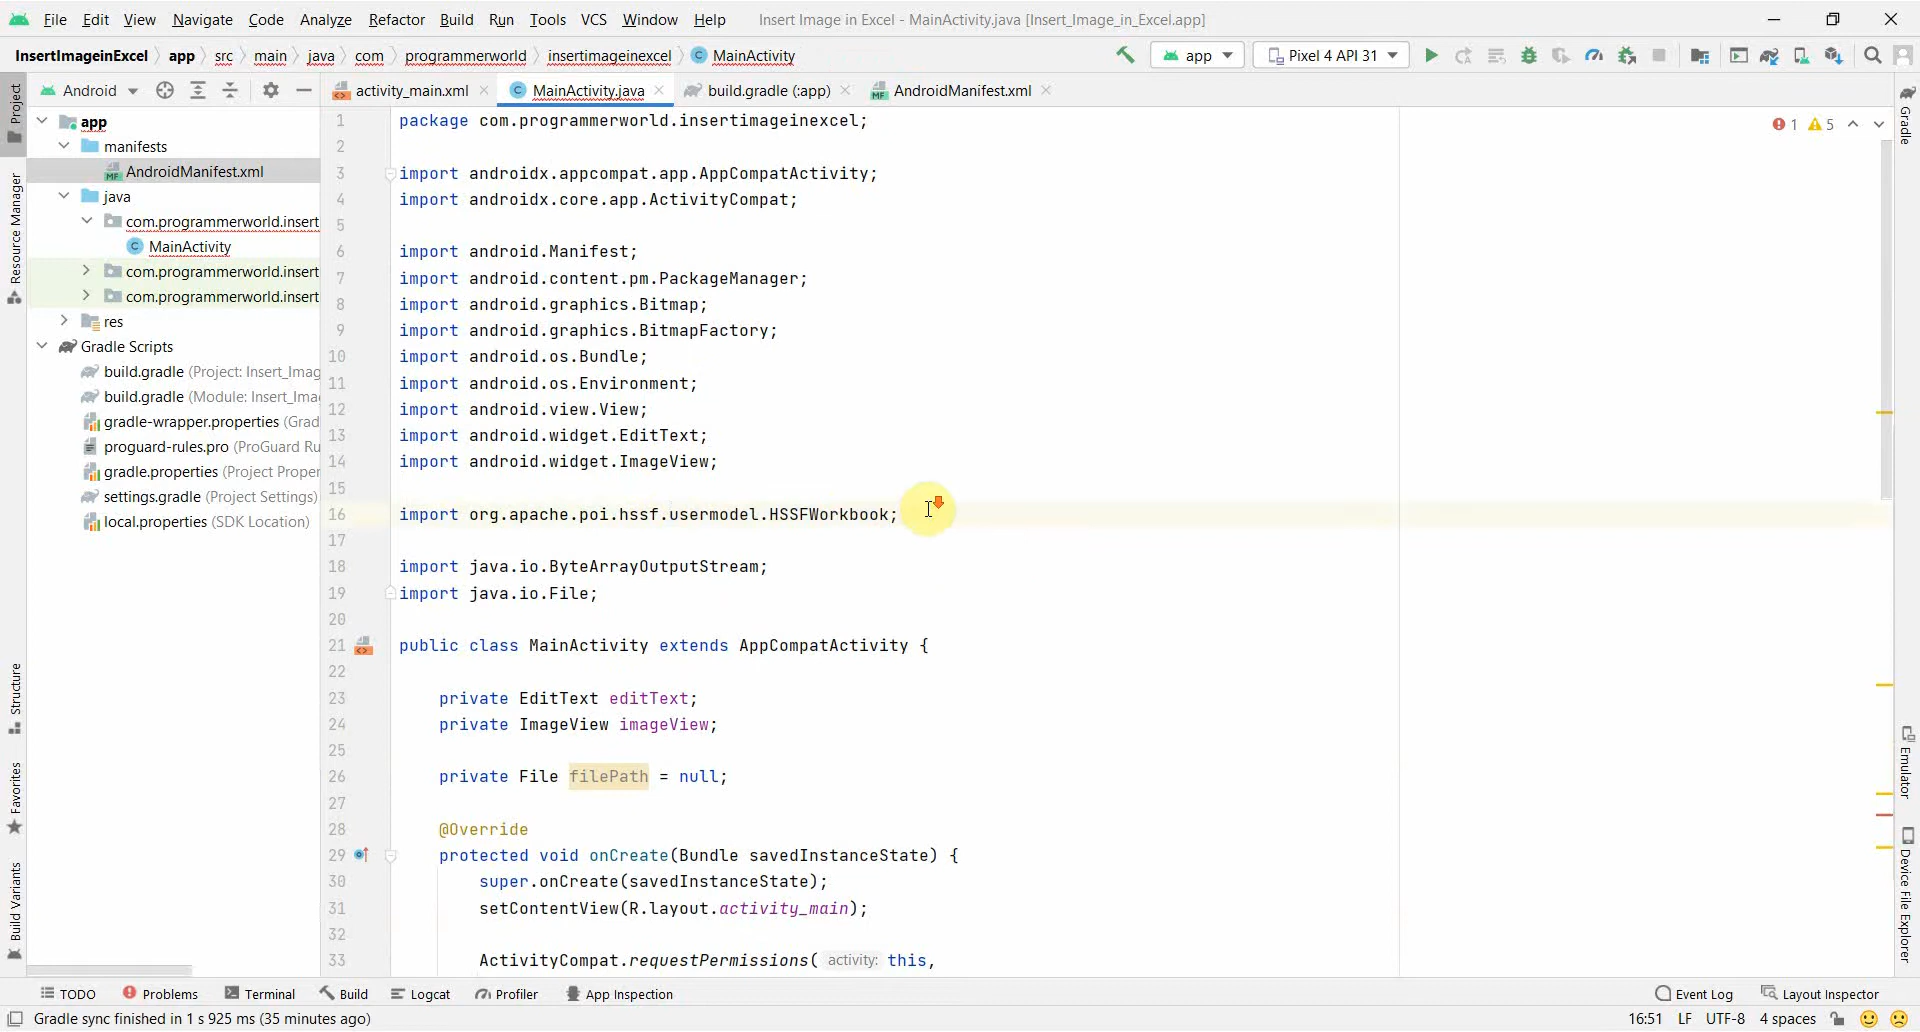 File Edit View Navigate Code Analyze Refactor Build Run Tools VCS Window Help Insert Image in Excel - MainActivity.java [Insert_Image_in_Excel.app]
InsertImageinExcel app src main java com programmerworld insertimageinexcel C MainActivity app Pixel 4 API 31
Android activity_main.xml C MainActivity.java build.gradle (:app) MF AndroidManifest.xml
Project
Resource Manager
Structure
Favorites
Build Variants
app
manifests
MF AndroidManifest.xml
java
com.programmerworld.insert
C MainActivity
com.programmerworld.insert
com.programmerworld.insert
res
Gradle Scripts
build.gradle (Project: Insert_Imag
build.gradle (Module: Insert_Ima
gradle-wrapper.properties (Grad
proguard-rules.pro (ProGuard Ru
gradle.properties (Project Proper
settings.gradle (Project Settings)
local.properties (SDK Location)
1 package com.programmerworld.insertimageinexcel;
2
3 import androidx.appcompat.app.AppCompatActivity;
4 import androidx.core.app.ActivityCompat;
5
6 import android.Manifest;
7 import android.content.pm.PackageManager;
8 import android.graphics.Bitmap;
9 import android.graphics.BitmapFactory;
10 import android.os.Bundle;
11 import android.os.Environment;
12 import android.view.View;
13 import android.widget.EditText;
14 import android.widget.ImageView;
15
16 import org.apache.poi.hssf.usermodel.HSSFWorkbook;
17
18 import java.io.ByteArrayOutputStream;
19 import java.io.File;
20
21 public class MainActivity extends AppCompatActivity {
22
23 private EditText editText;
24 private ImageView imageView;
25
26 private File filePath = null;
27
28 @Override
29 protected void onCreate(Bundle savedInstanceState) {
30 super.onCreate(savedInstanceState);
31 setContentView(R.layout.activity_main);
32
33 ActivityCompat.requestPermissions( activity: this,
1 5
Gradle
Emulator
Device File Explorer
TODO Problems Terminal Build Logcat Profiler App Inspection Event Log Layout Inspector
Gradle sync finished in 1 s 925 ms (35 minutes ago) 16:51 LF UTF-8 4 spaces